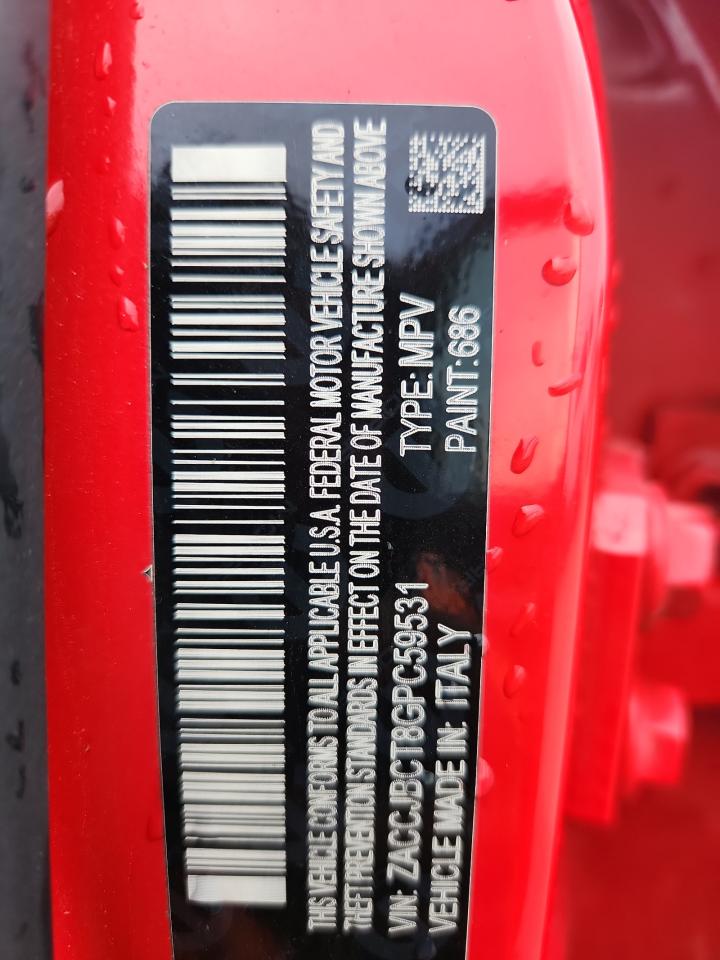 THIS VEHICLE CONFORMS TO ALL APPLICABLE U.S.A. FEDERAL MOTOR VEHICLE SAFETY AND
THEFT PREVENTION STANDARDS IN EFFECT ON THE DATE OF MANUFACTURE SHOWN ABOVE
VIN: ZACCJBCT8GPC59531 TYPE: MPV
VEHICLE MADE IN: ITALY PAINT: 686